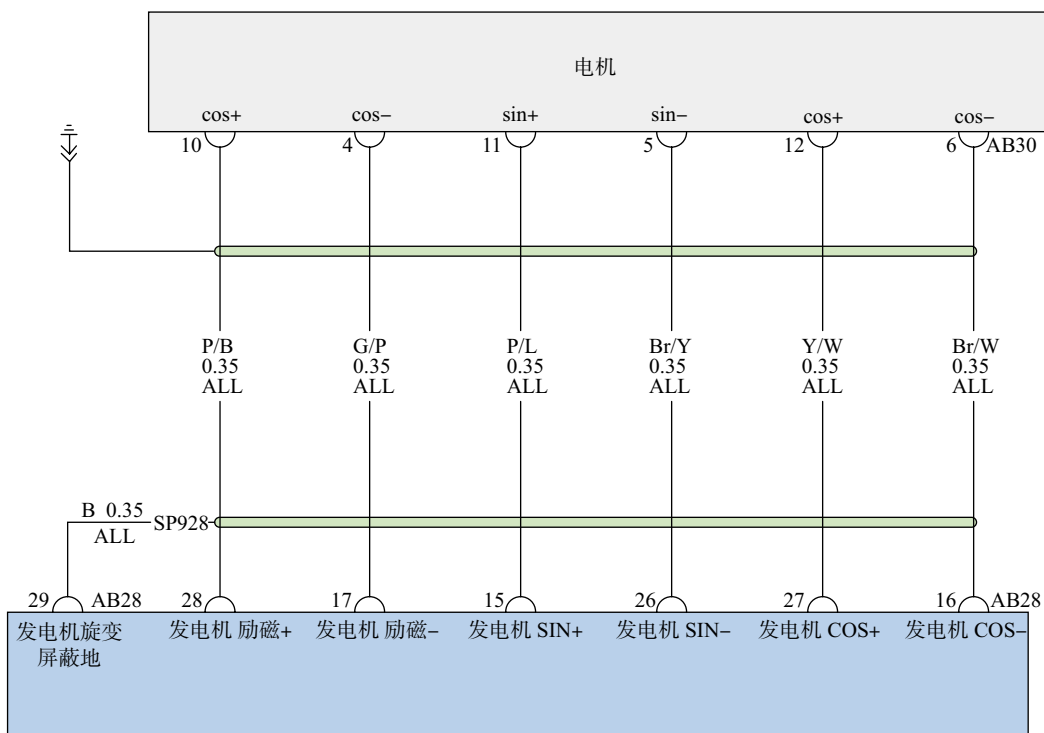 电机
cos+ cos− sin+ sin− cos+ cos−
10 4 11 5 12 6 AB30
P/B G/P P/L Br/Y Y/W Br/W
0.35 0.35 0.35 0.35 0.35 0.35
ALL ALL ALL ALL ALL ALL
B 0.35
ALL
SP928
29 AB28 28 17 15 26 27 16 AB28
发电机旋变 发电机 励磁+ 发电机 励磁- 发电机 SIN+ 发电机 SIN− 发电机 COS+ 发电机 COS−
屏蔽地